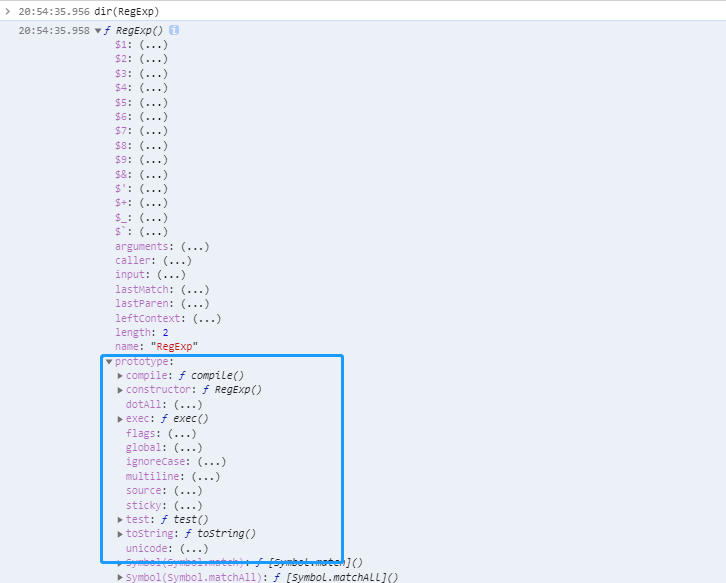 20:54:35.956 dir(RegExp)
20:54:35.958 ƒ RegExp() i
$1: (...)
$2: (...)
$3: (...)
$4: (...)
$5: (...)
$6: (...)
$7: (...)
$8: (...)
$9: (...)
$&: (...)
$': (...)
$+: (...)
$_: (...)
$`: (...)
arguments: (...)
caller: (...)
input: (...)
lastMatch: (...)
lastParen: (...)
leftContext: (...)
length: 2
name: "RegExp"
prototype:
compile: ƒ compile()
constructor: ƒ RegExp()
dotAll: (...)
exec: ƒ exec()
flags: (...)
global: (...)
ignoreCase: (...)
multiline: (...)
source: (...)
sticky: (...)
test: ƒ test()
toString: ƒ toString()
unicode: (...)
Symbol(Symbol.match): ƒ [Symbol.match]()
Symbol(Symbol.matchAll): ƒ [Symbol.matchAll]()